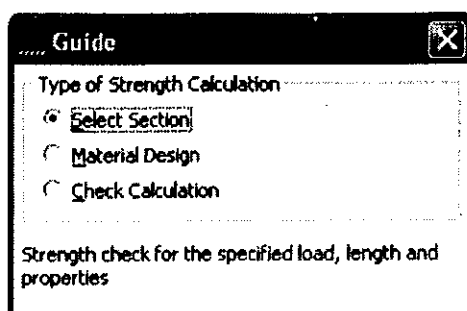 Guide
Type of Strength Calculation
Select Section
Material Design
Check Calculation
Strength check for the specified load, length and
properties